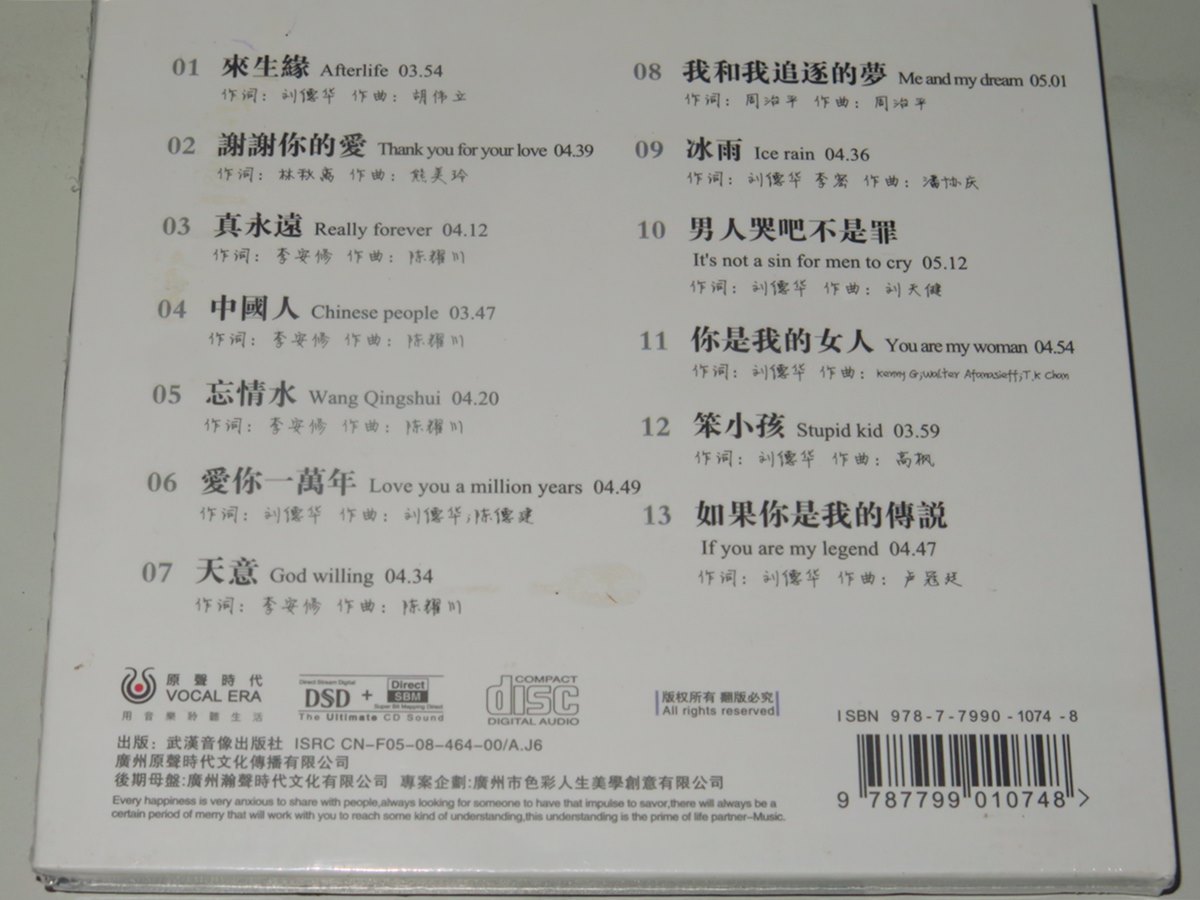 01 來生緣 Afterlife 03.54
作词：刘德华 作曲：胡伟立
02 謝謝你的愛 Thank you for your love 04.39
作词：林秋离 作曲：熊美玲
03 真永遠 Really forever 04.12
作词：李安修 作曲：陈耀川
04 中國人 Chinese people 03.47
作词：李安修 作曲：陈耀川
05 忘情水 Wang Qingshui 04.20
作词：李安修 作曲：陈耀川
06 愛你一萬年 Love you a million years 04.49
作词：刘德华 作曲：刘德华;陈德建
07 天意 God willing 04.34
作词：李安修 作曲：陈耀川
08 我和我追逐的夢 Me and my dream 05.01
作词：周治平 作曲：周治平
09 冰雨 Ice rain 04.36
作词：刘德华 李密 作曲：潘协庆
10 男人哭吧不是罪
It's not a sin for men to cry 05.12
作词：刘德华 作曲：刘天健
11 你是我的女人 You are my woman 04.54
作词：刘德华 作曲：Kenny G;Walter Afanasieff;T.K Chan
12 笨小孩 Stupid kid 03.59
作词：刘德华 作曲：高枫
13 如果你是我的傳説
If you are my legend 04.47
作词：刘德华 作曲：卢冠廷
原聲時代
VOCAL ERA
用音樂聆聽生活
Direct Stream Digital
DSD + Direct SBM
Super Bit Mapping Direct
The Ultimate CD Sound
COMPACT
disc
DIGITAL AUDIO
版权所有 翻版必究
All rights reserved
ISBN 978-7-7990-1074-8
出版：武漢音像出版社 ISRC CN-F05-08-464-00/A.J6
廣州原聲時代文化傳播有限公司
後期母盤:廣州瀚聲時代文化有限公司 專案企劃:廣州市色彩人生美學創意有限公司
Every happiness is very anxious to share with people,always looking for someone to have that impulse to savor,there will always be a
certain period of merry that will work with you to reach some kind of understanding,this understanding is the prime of life partner-Music.
9 787799 010748 >